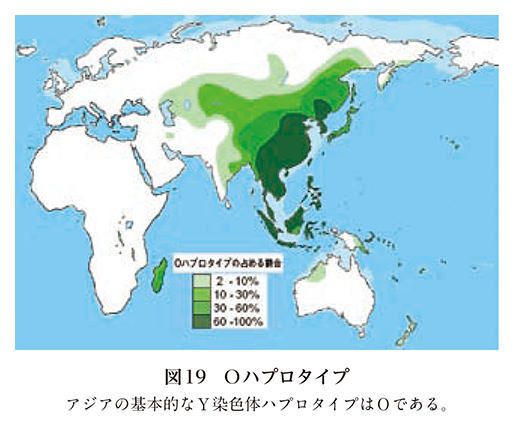 Oハプロタイプの占める割合
2 - 10%
10 - 30%
30 - 60%
60 -100%
図19　Oハプロタイプ
アジアの基本的なY染色体ハプロタイプはOである。